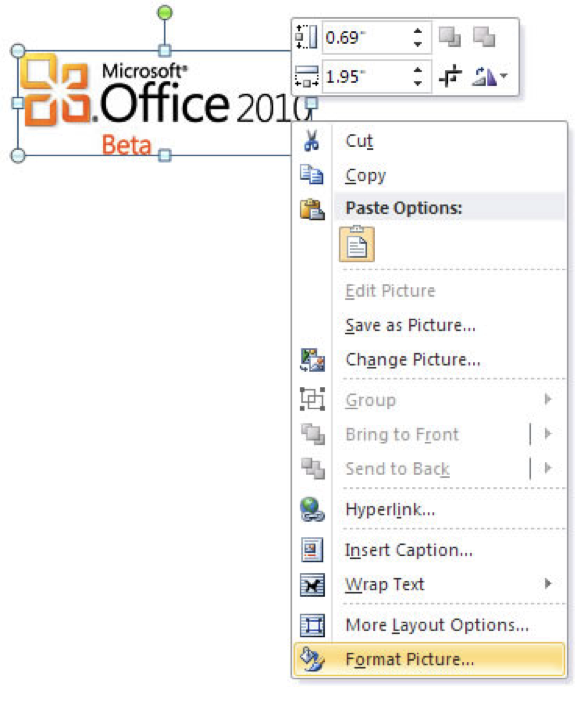 0.69"
1.95"
Microsoft®
Office 2010
Beta
Cut
Copy
Paste Options:
Edit Picture
Save as Picture...
Change Picture...
Group
Bring to Front
Send to Back
Hyperlink...
Insert Caption...
Wrap Text
More Layout Options...
Format Picture...